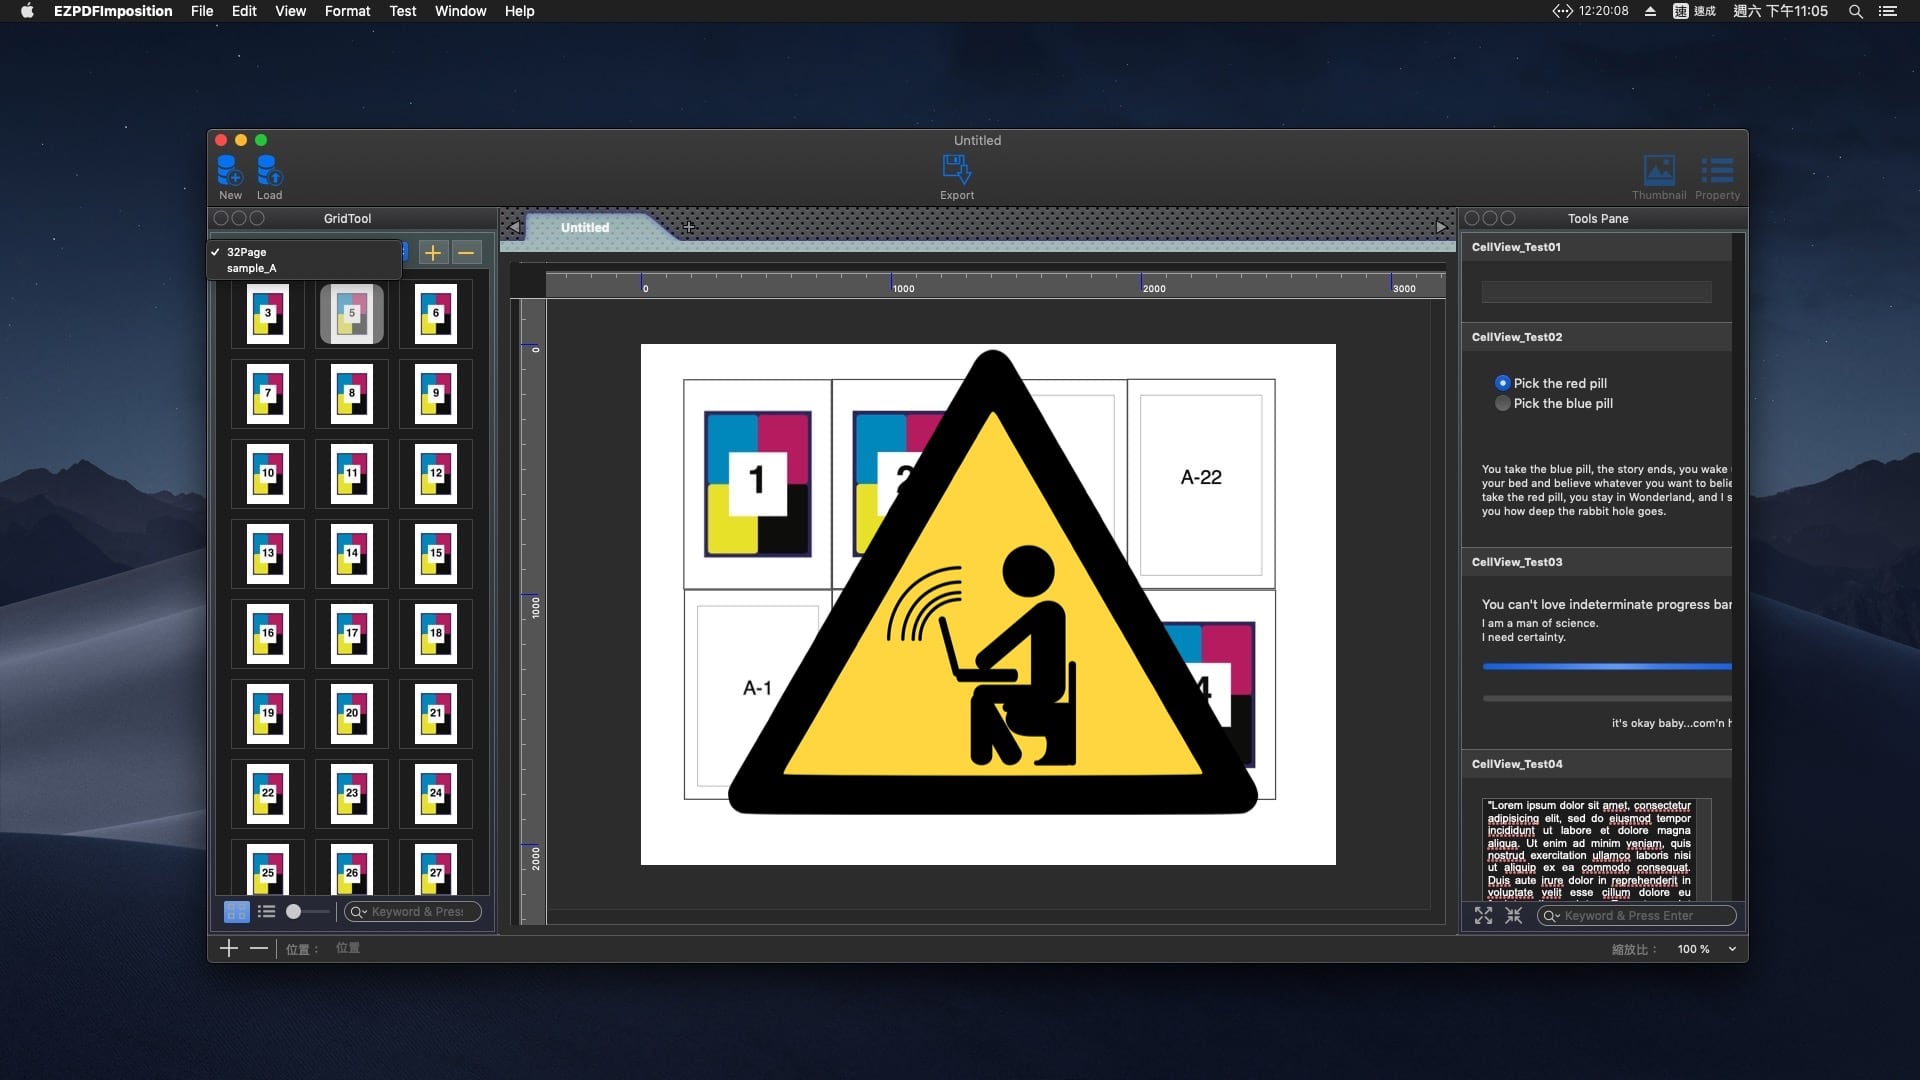 EZPDFImposition File Edit View Format Test Window Help
12:20:08 速 速成 週六 下午11:05
Untitled
New Load
Export
Thumbnail Property
GridTool
✓ 32Page
sample_A
3 5 6
7 8 9
10 11 12
13 14 15
16 17 18
19 20 21
22 23 24
25 26 27
Keyword & Press
位置： 位置
Untitled
0 1000 2000 3000
0
1000
2000
1 2 A-22
A-1 4
Tools Pane
CellView_Test01
CellView_Test02
Pick the red pill
Pick the blue pill
You take the blue pill, the story ends, you wake
your bed and believe whatever you want to belie
take the red pill, you stay in Wonderland, and I s
you how deep the rabbit hole goes.
CellView_Test03
You can't love indeterminate progress bar
I am a man of science.
I need certainty.
it's okay baby...com'n h
CellView_Test04
"Lorem ipsum dolor sit amet, consectetur
adipisicing elit, sed do eiusmod tempor
incididunt ut labore et dolore magna
aliqua. Ut enim ad minim veniam, quis
nostrud exercitation ullamco laboris nisi
ut aliquip ex ea commodo consequat.
Duis aute irure dolor in reprehenderit in
voluptate velit esse cillum dolore eu
Keyword & Press Enter
縮放比： 100 %